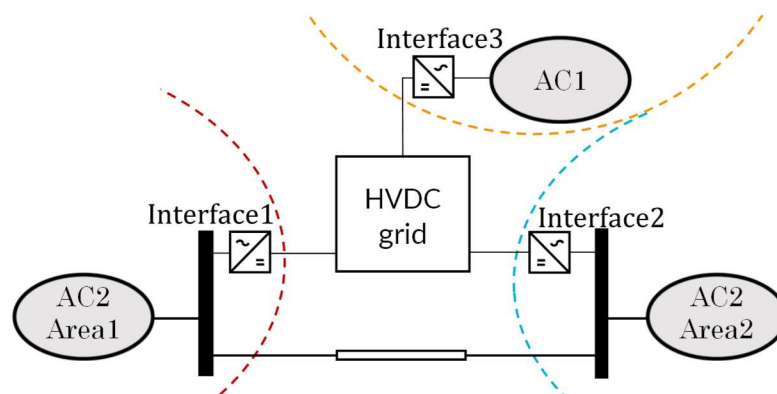 Interface3
AC1
HVDC
grid
Interface1
Interface2
AC2
Area1
AC2
Area2